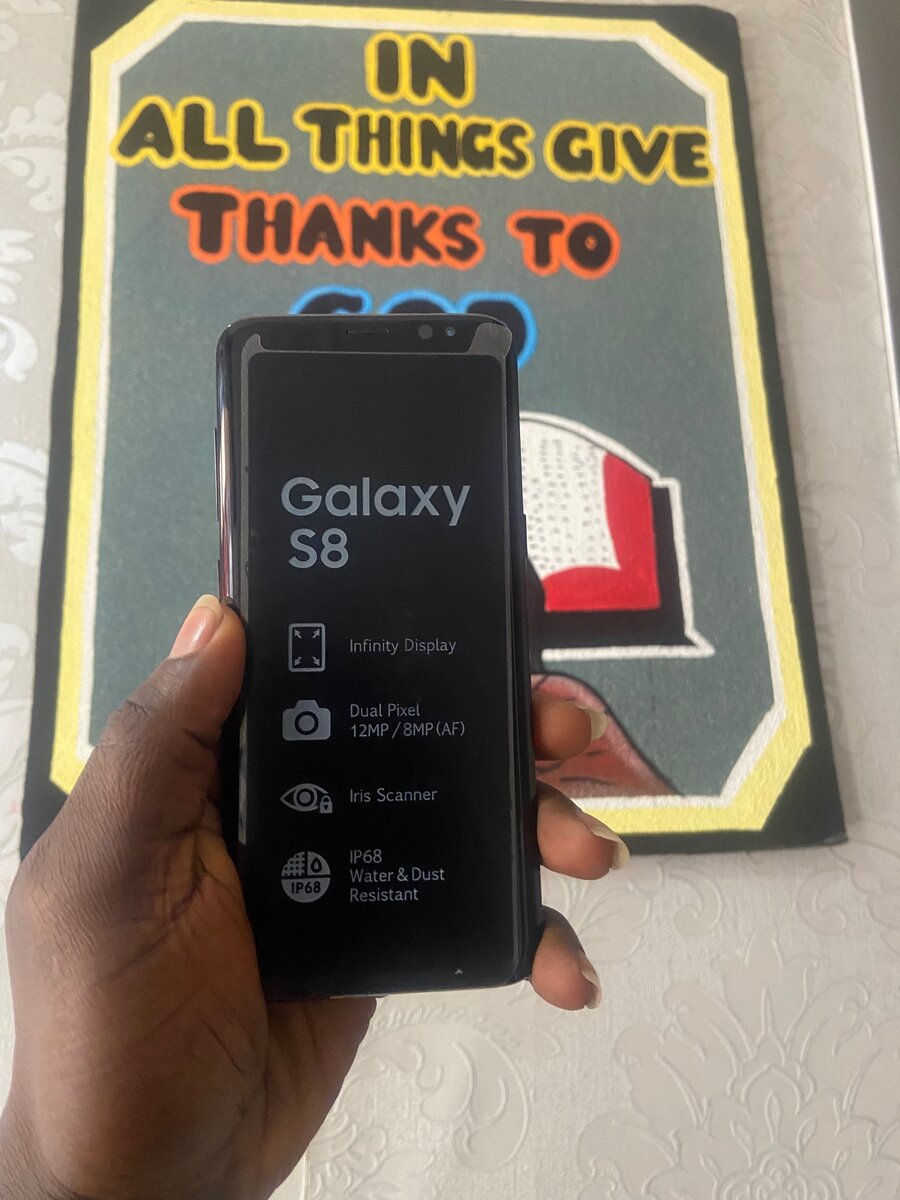 IN
ALL THINGS GIVE
THANKS TO
GOD
Galaxy
S8
Infinity Display
Dual Pixel
12MP / 8MP (AF)
Iris Scanner
IP68
IP68
Water & Dust
Resistant